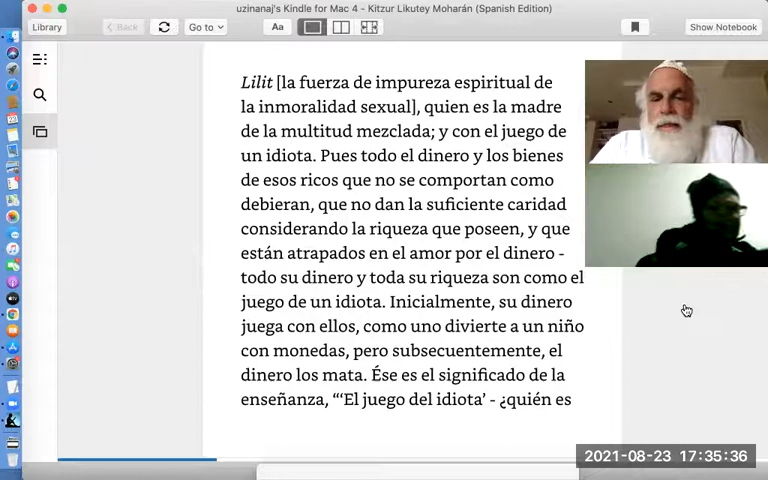 uzinanaj's Kindle for Mac 4 - Kitzur Likutey Moharán (Spanish Edition)
Library
Back
Go to
Aa
Show Notebook
Lilit [la fuerza de impureza espiritual de
la inmoralidad sexual], quien es la madre
de la multitud mezclada; y con el juego de
un idiota. Pues todo el dinero y los bienes
de esos ricos que no se comportan como
debieran, que no dan la suficiente caridad
considerando la riqueza que poseen, y que
están atrapados en el amor por el dinero -
todo su dinero y toda su riqueza son como el
juego de un idiota. Inicialmente, su dinero
juega con ellos, como uno divierte a un niño
con monedas, pero subsecuentemente, el
dinero los mata. Ése es el significado de la
enseñanza, “‘El juego del idiota’ - ¿quién es
2021-08-23 17:35:36